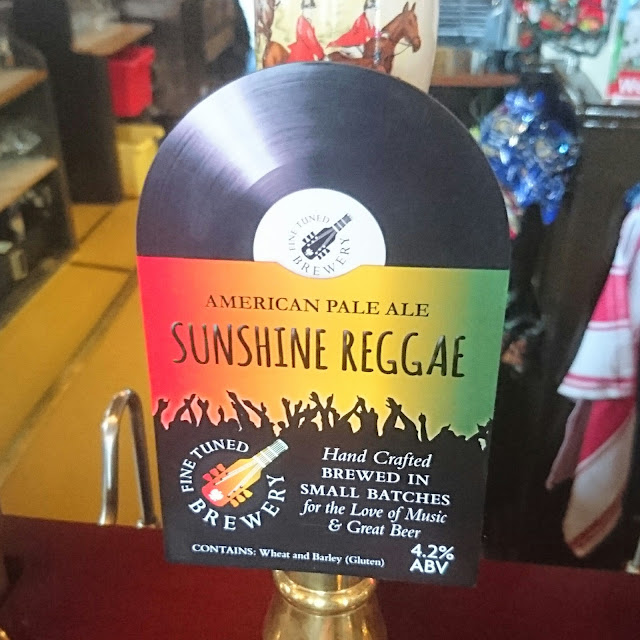 FINE TUNED
BREWERY
AMERICAN PALE ALE
SUNSHINE REGGAE
FINE TUNED
BREWERY
Hand Crafted
BREWED IN
SMALL BATCHES
for the Love of Music
& Great Beer
CONTAINS: Wheat and Barley (Gluten)
4.2%
ABV